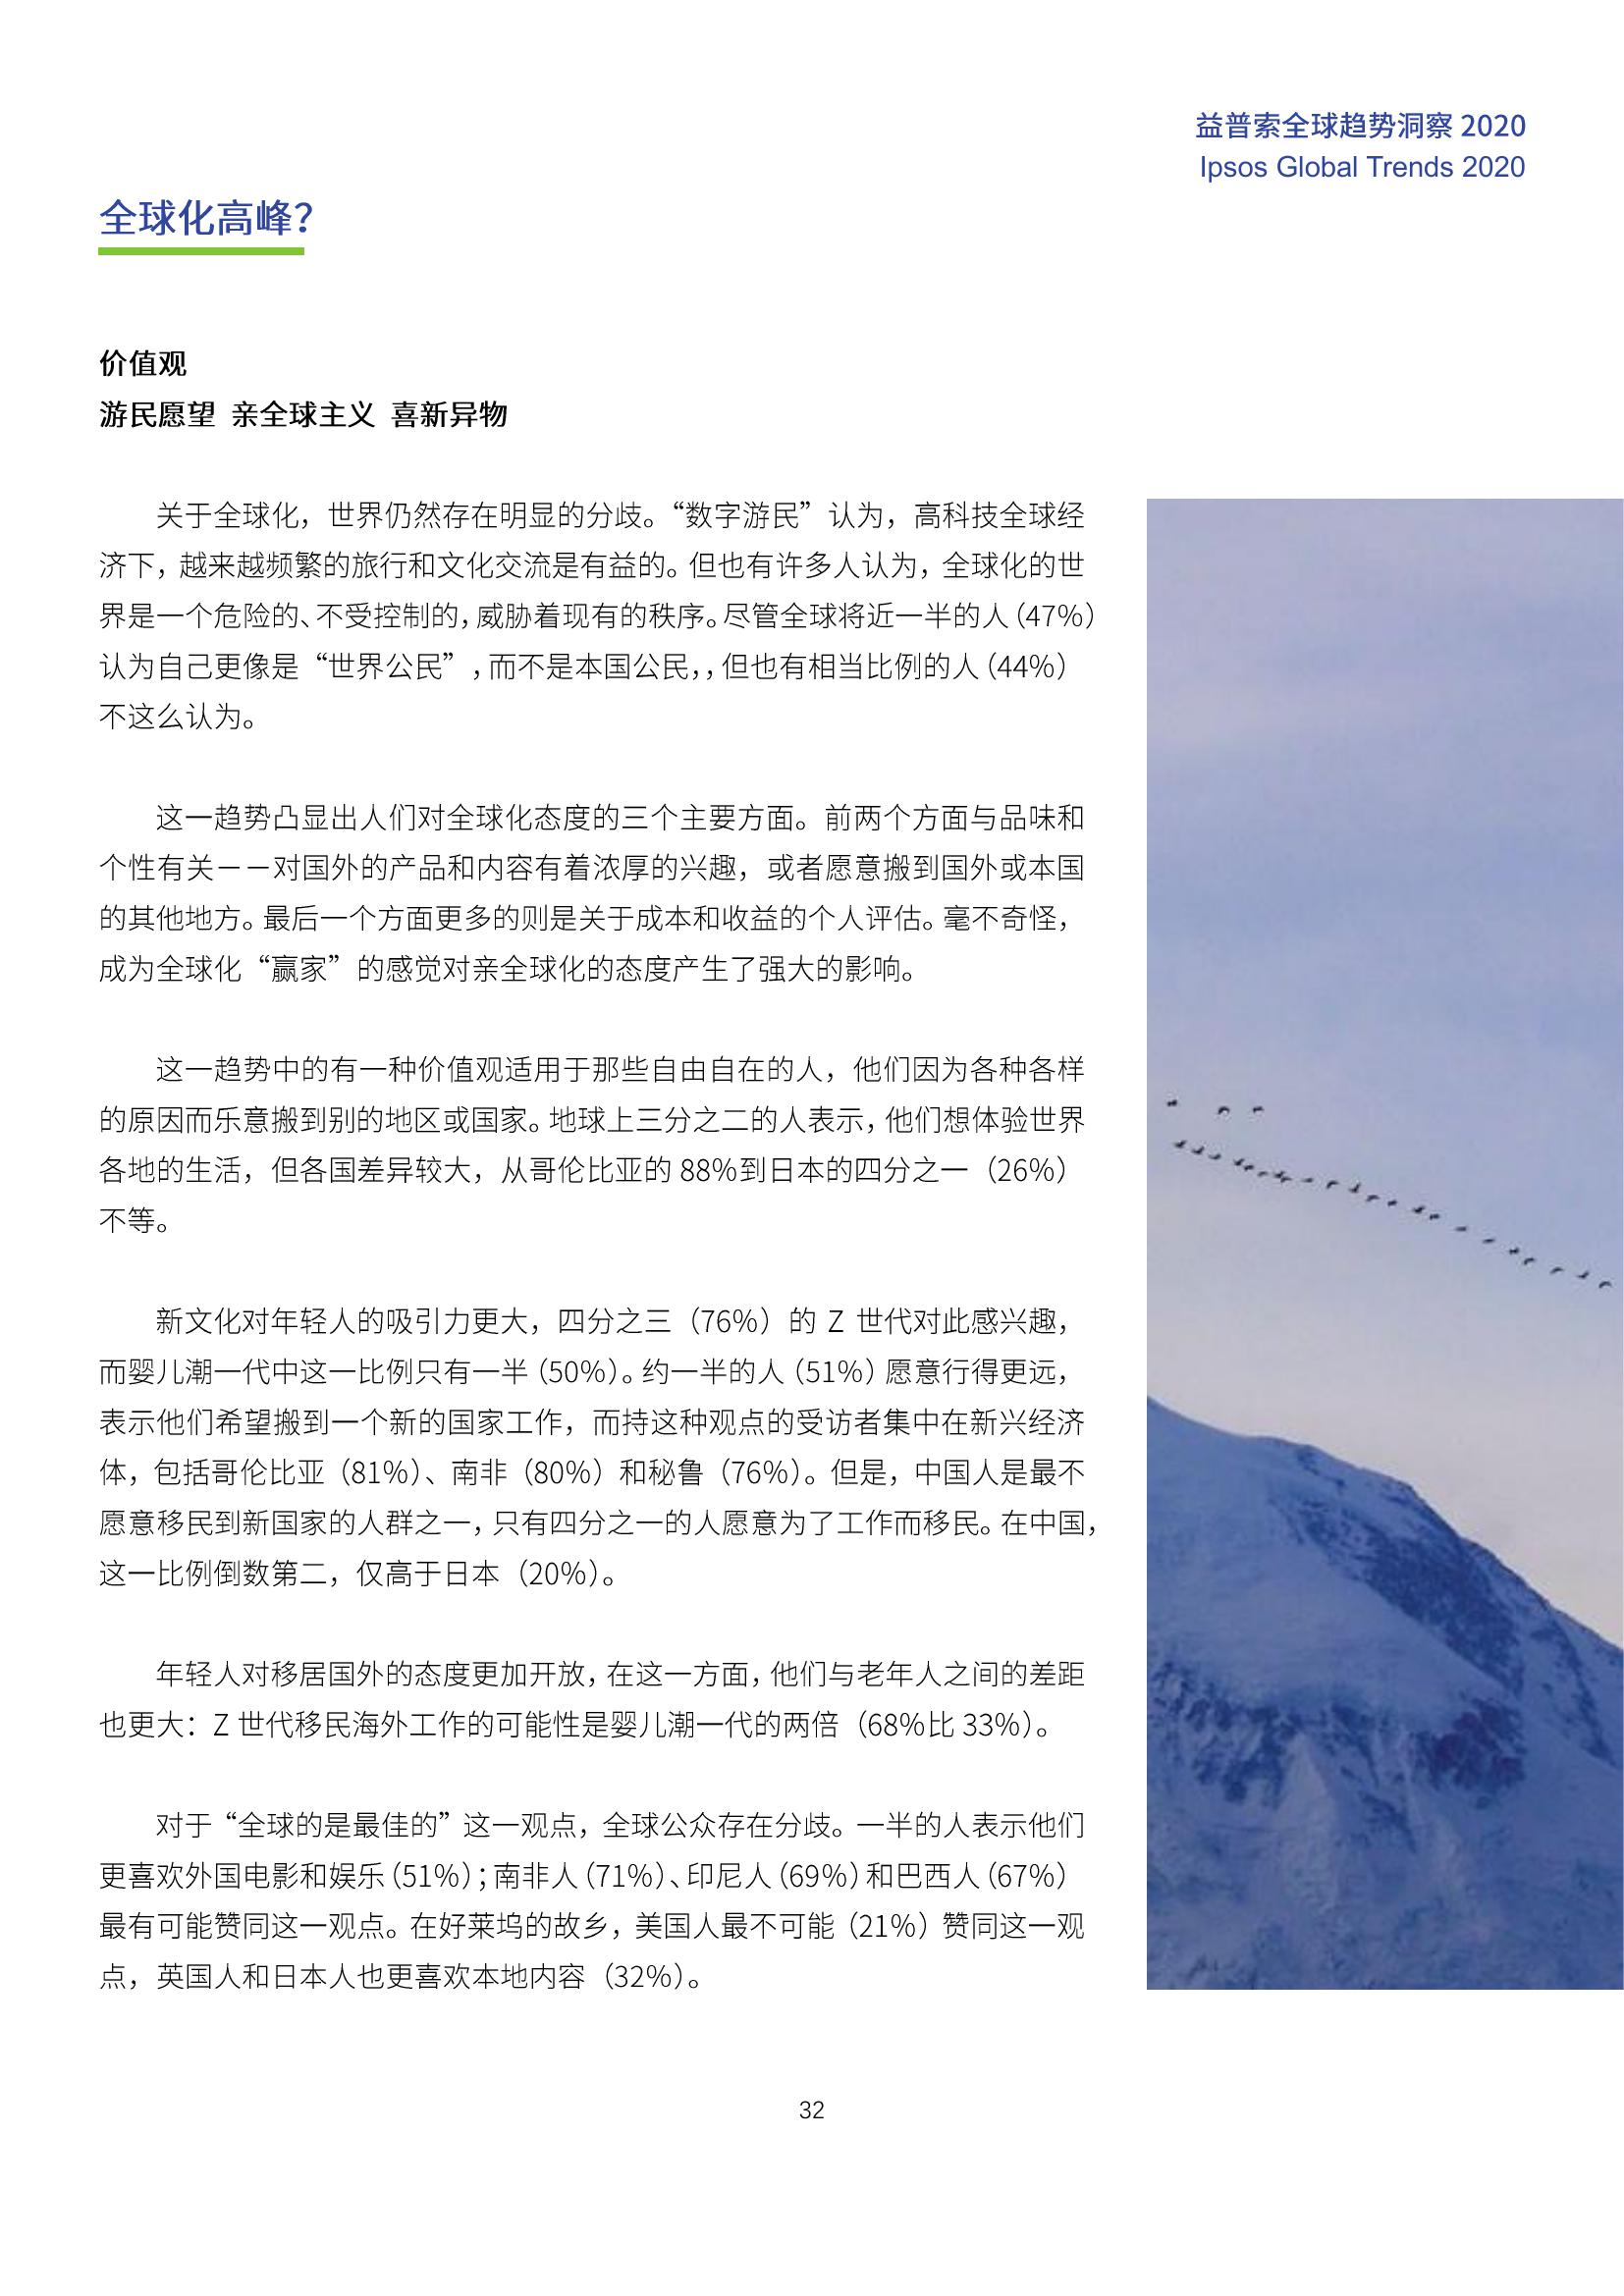 益普索全球趋势洞察 2020
Ipsos Global Trends 2020
全球化高峰？
价值观
游民愿望 亲全球主义 喜新异物
关于全球化，世界仍然存在明显的分歧。“数字游民”认为，高科技全球经
济下，越来越频繁的旅行和文化交流是有益的。但也有许多人认为，全球化的世
界是一个危险的、不受控制的，威胁着现有的秩序。尽管全球将近一半的人（47%）
认为自己更像是“世界公民”，而不是本国公民，，但也有相当比例的人（44%）
不这么认为。
这一趋势凸显出人们对全球化态度的三个主要方面。前两个方面与品味和
个性有关——对国外的产品和内容有着浓厚的兴趣，或者愿意搬到国外或本国
的其他地方。最后一个方面更多的则是关于成本和收益的个人评估。毫不奇怪，
成为全球化“赢家”的感觉对亲全球化的态度产生了强大的影响。
这一趋势中的有一种价值观适用于那些自由自在的人，他们因为各种各样
的原因而乐意搬到别的地区或国家。地球上三分之二的人表示，他们想体验世界
各地的生活，但各国差异较大，从哥伦比亚的 88%到日本的四分之一（26%）
不等。
新文化对年轻人的吸引力更大，四分之三（76%）的 Z 世代对此感兴趣，
而婴儿潮一代中这一比例只有一半（50%）。约一半的人（51%）愿意行得更远，
表示他们希望搬到一个新的国家工作，而持这种观点的受访者集中在新兴经济
体，包括哥伦比亚（81%）、南非（80%）和秘鲁（76%）。但是，中国人是最不
愿意移民到新国家的人群之一，只有四分之一的人愿意为了工作而移民。在中国，
这一比例倒数第二，仅高于日本（20%）。
年轻人对移居国外的态度更加开放，在这一方面，他们与老年人之间的差距
也更大：Z 世代移民海外工作的可能性是婴儿潮一代的两倍（68%比 33%）。
对于“全球的是最佳的”这一观点，全球公众存在分歧。一半的人表示他们
更喜欢外国电影和娱乐（51%）；南非人（71%）、印尼人（69%）和巴西人（67%）
最有可能赞同这一观点。在好莱坞的故乡，美国人最不可能（21%）赞同这一观
点，英国人和日本人也更喜欢本地内容（32%）。
32